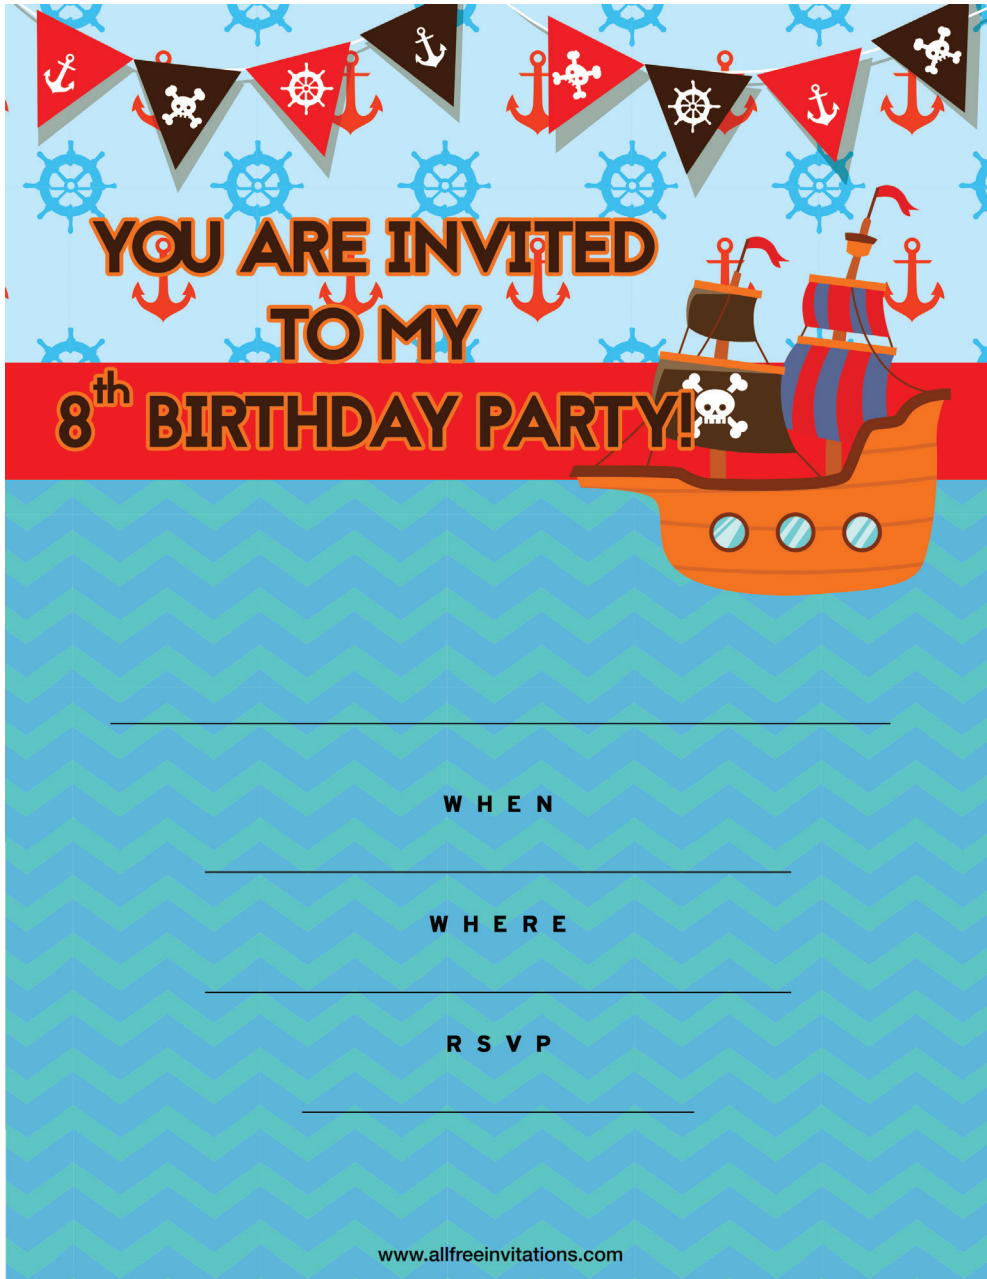 YOU ARE INVITED
TO MY
8th BIRTHDAY PARTY!
WHEN
WHERE
RSVP
www.allfreeinvitations.com